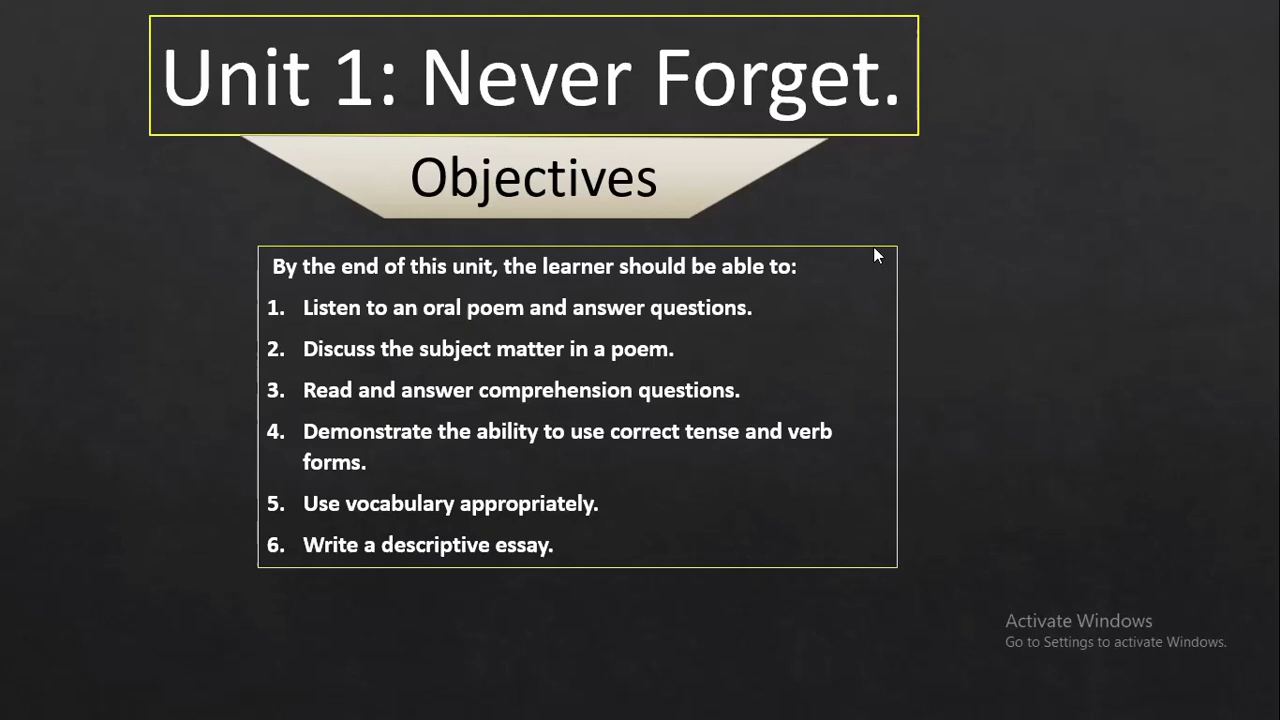 Unit 1: Never Forget.
Objectives
By the end of this unit, the learner should be able to:
1. Listen to an oral poem and answer questions.
2. Discuss the subject matter in a poem.
3. Read and answer comprehension questions.
4. Demonstrate the ability to use correct tense and verb
forms.
5. Use vocabulary appropriately.
6. Write a descriptive essay.
Activate Windows
Go to Settings to activate Windows.